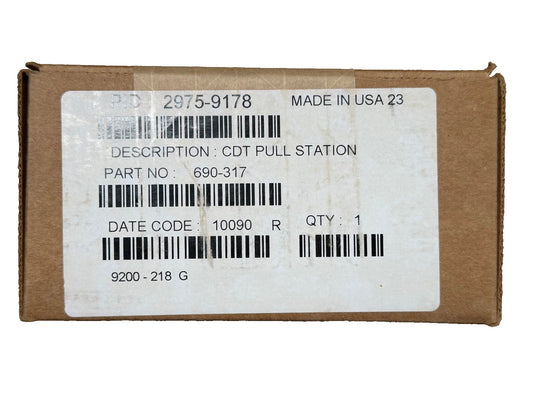 PID 2975-9178 MADE IN USA 23
DESCRIPTION : CDT PULL STATION
PART NO : 690-317
DATE CODE : 10090 R QTY : 1
9200 - 218 G